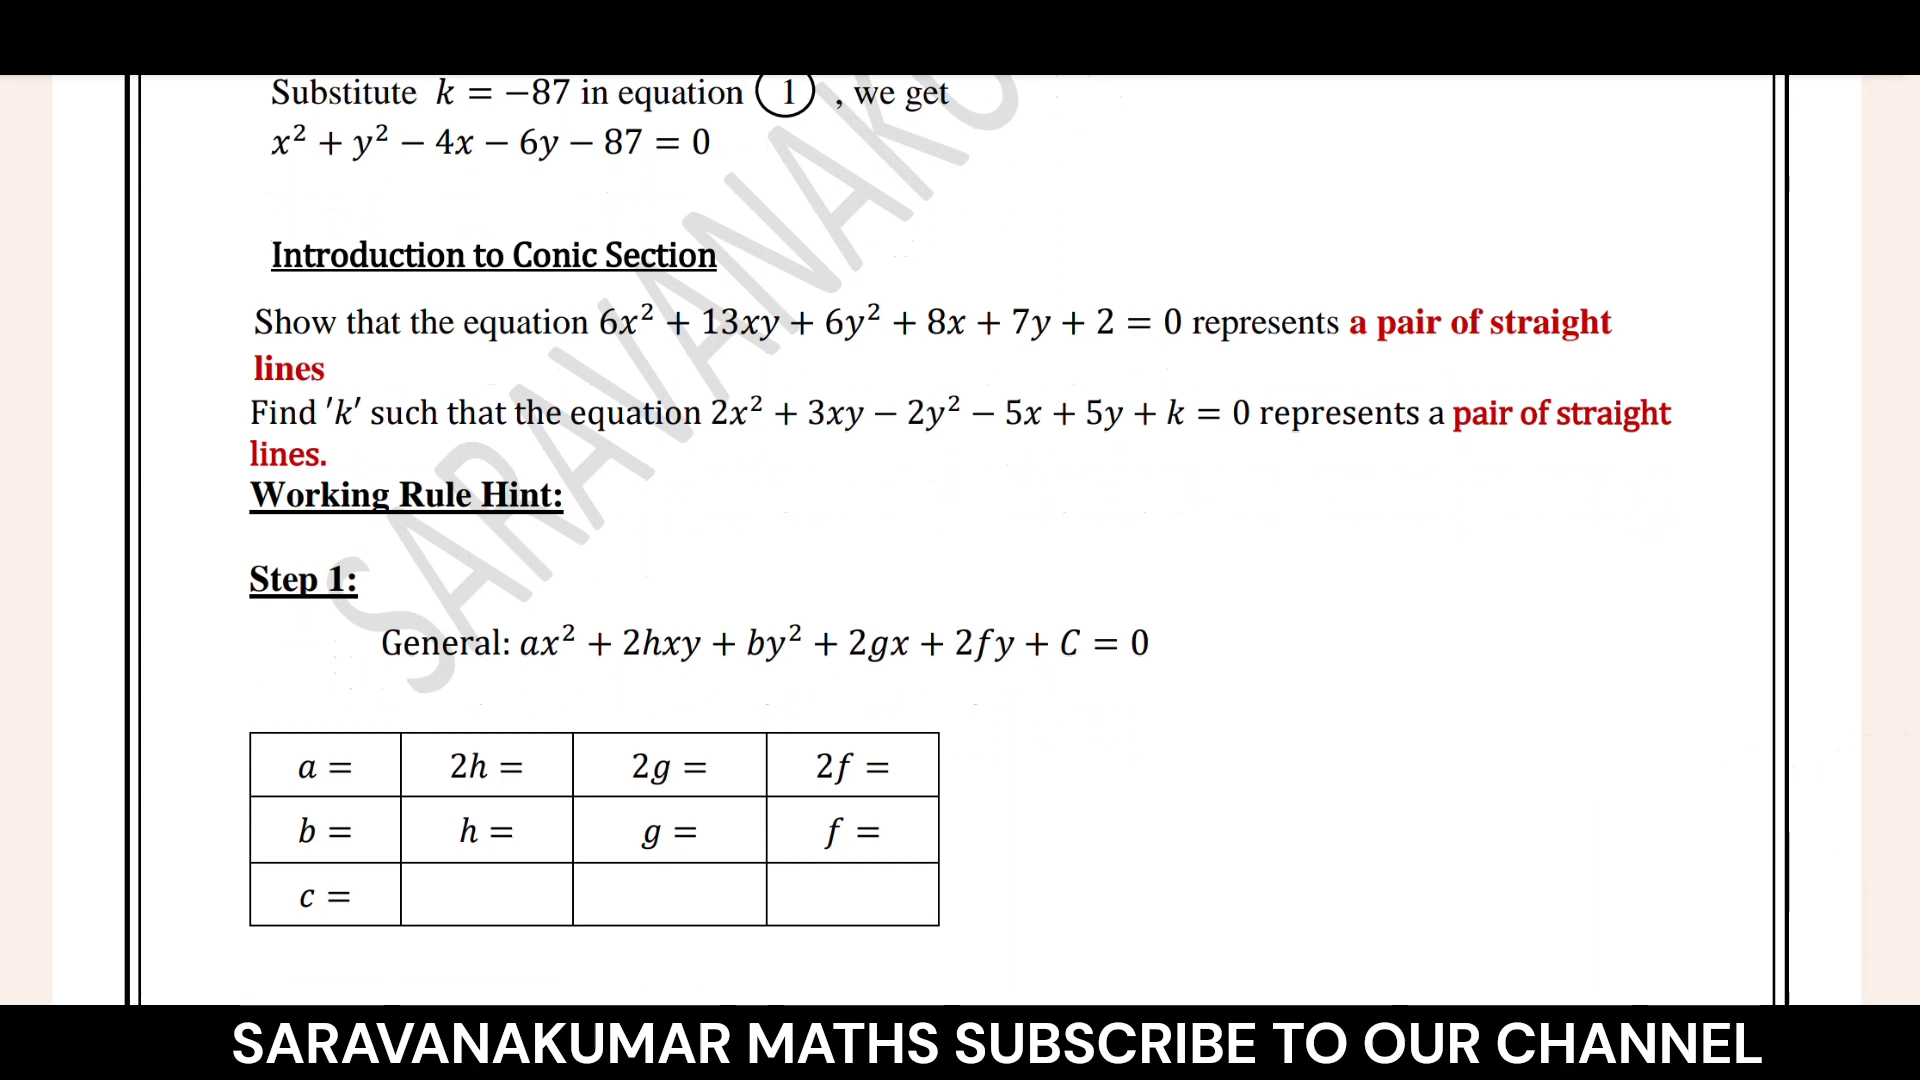 Substitute k = −87 in equation 1 , we get
x² + y² − 4x − 6y − 87 = 0
Introduction to Conic Section
Show that the equation 6x² + 13xy + 6y² + 8x + 7y + 2 = 0 represents a pair of straight
lines
Find 'k' such that the equation 2x² + 3xy − 2y² − 5x + 5y + k = 0 represents a pair of straight
lines.
Working Rule Hint:
Step 1:
General: ax² + 2hxy + by² + 2gx + 2fy + C = 0
a = 2h = 2g = 2f =
b = h = g = f =
c =
SARAVANAKU
SARAVANAKUMAR MATHS SUBSCRIBE TO OUR CHANNEL